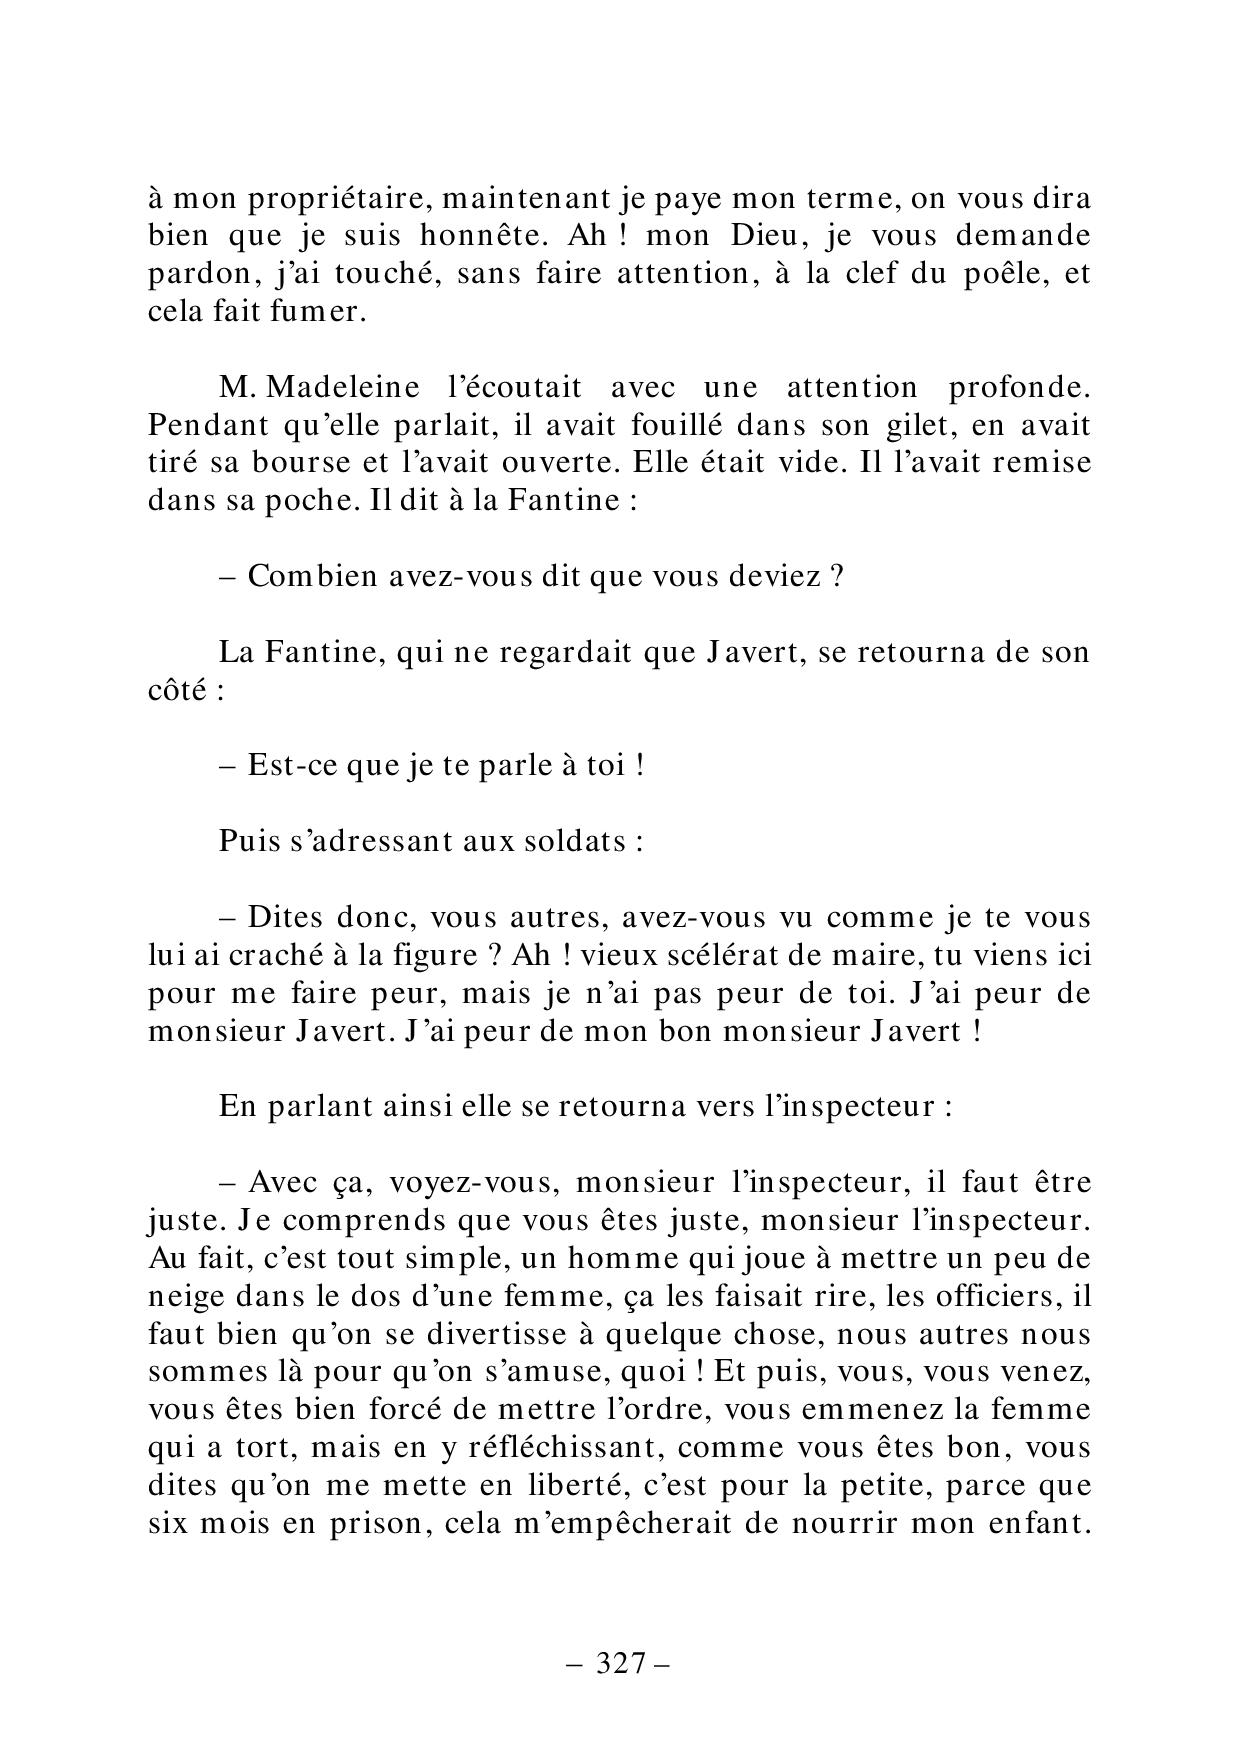 à mon propriétaire, maintenant je paye mon terme, on vous dira
bien que je suis honnête. Ah ! mon Dieu, je vous demande
pardon, j’ai touché, sans faire attention, à la clef du poêle, et
cela fait fumer.
M. Madeleine l’écoutait avec une attention profonde.
Pendant qu’elle parlait, il avait fouillé dans son gilet, en avait
tiré sa bourse et l’avait ouverte. Elle était vide. Il l’avait remise
dans sa poche. Il dit à la Fantine :
– Combien avez-vous dit que vous deviez ?
La Fantine, qui ne regardait que Javert, se retourna de son
côté :
– Est-ce que je te parle à toi !
Puis s’adressant aux soldats :
– Dites donc, vous autres, avez-vous vu comme je te vous
lui ai craché à la figure ? Ah ! vieux scélérat de maire, tu viens ici
pour me faire peur, mais je n’ai pas peur de toi. J’ai peur de
monsieur Javert. J’ai peur de mon bon monsieur Javert !
En parlant ainsi elle se retourna vers l’inspecteur :
– Avec ça, voyez-vous, monsieur l’inspecteur, il faut être
juste. Je comprends que vous êtes juste, monsieur l’inspecteur.
Au fait, c’est tout simple, un homme qui joue à mettre un peu de
neige dans le dos d’une femme, ça les faisait rire, les officiers, il
faut bien qu’on se divertisse à quelque chose, nous autres nous
sommes là pour qu’on s’amuse, quoi ! Et puis, vous, vous venez,
vous êtes bien forcé de mettre l’ordre, vous emmenez la femme
qui a tort, mais en y réfléchissant, comme vous êtes bon, vous
dites qu’on me mette en liberté, c’est pour la petite, parce que
six mois en prison, cela m’empêcherait de nourrir mon enfant.
– 327 –